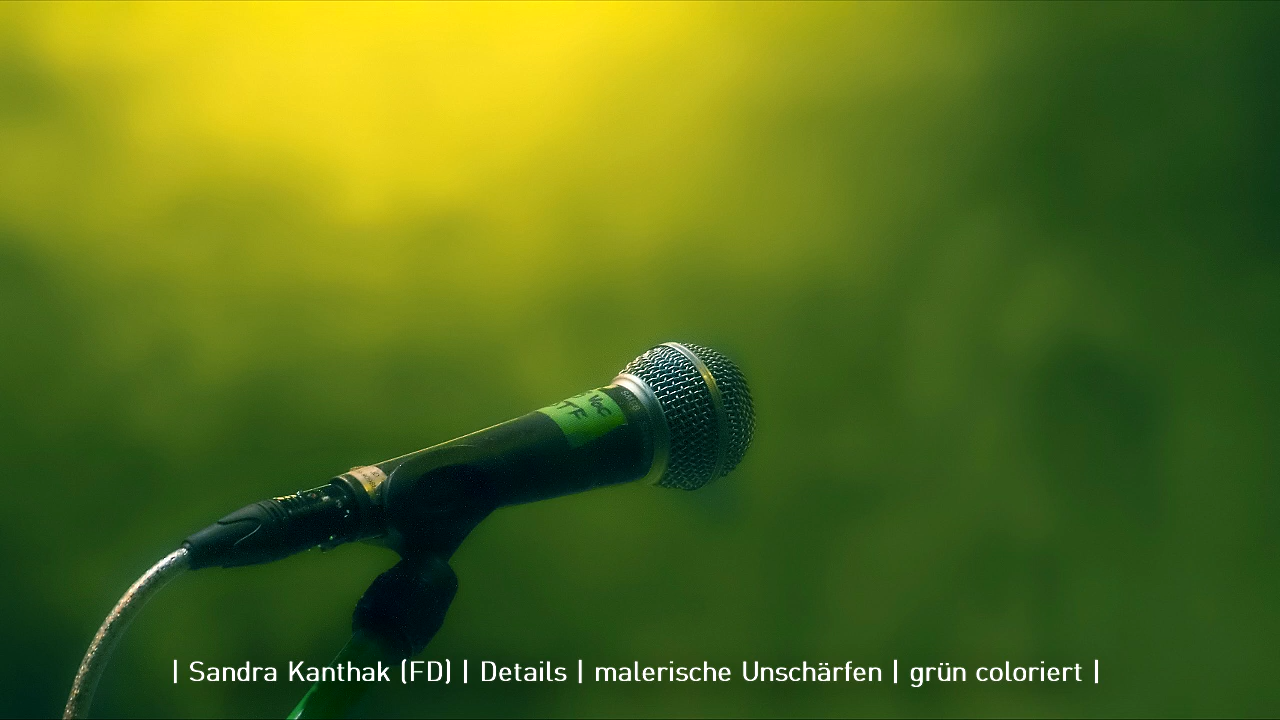 | Sandra Kanthak (FD) | Details | malerische Unschärfen | grün coloriert |